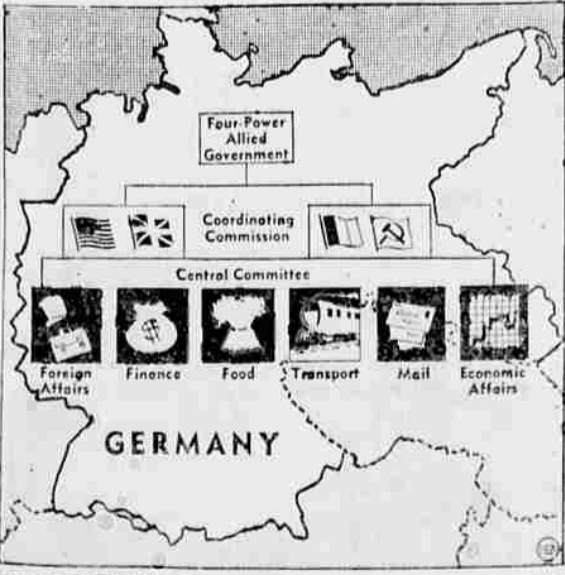 Four-Power
Allied
Government
Coordinating
Commission
Central Committee
Foreign
Affairs
Finance
Food
Transport
Mail
Economic
Affairs
GERMANY